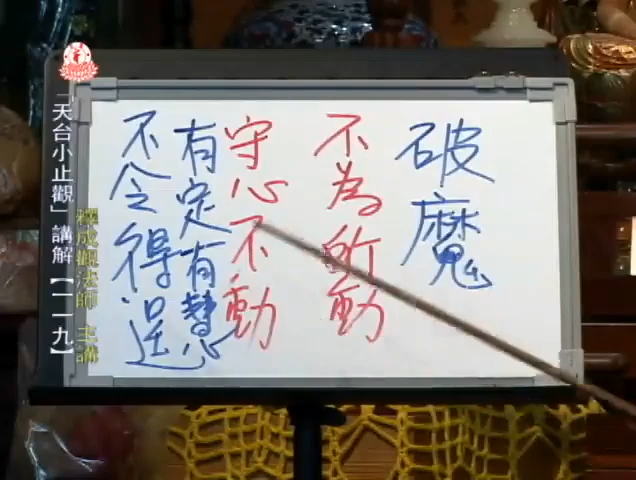 破魔
不為所動
守心不動
有定有慧
不令得逞
「天台小止觀」講解【一一九】
釋成觀法師 主講